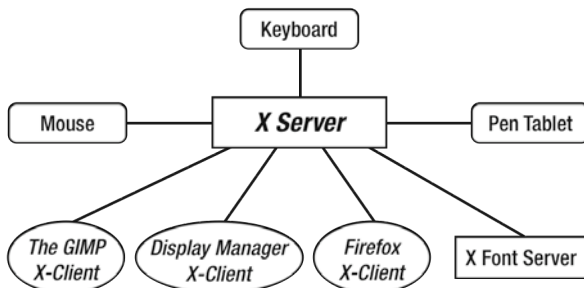 Keyboard
Mouse
X Server
Pen Tablet
The GIMP
X-Client
Display Manager
X-Client
Firefox
X-Client
X Font Server